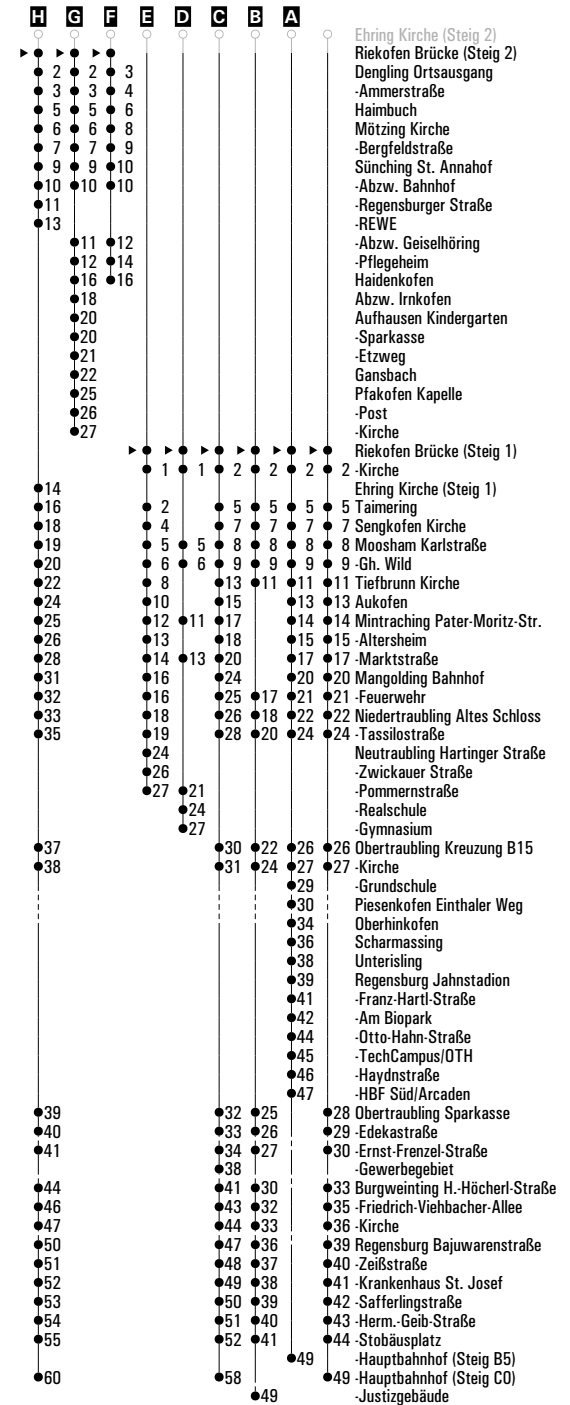 H G F E D C B A
Ehring Kirche (Steig 2)
Riekofen Brücke (Steig 2)
2 2 3 Dengling Ortsausgang
3 3 4 -Ammerstraße
5 5 6 Haimbuch
6 6 8 Mötzing Kirche
7 7 9 -Bergfeldstraße
9 9 10 Sünching St. Annahof
10 10 10 -Abzw. Bahnhof
11 -Regensburger Straße
13 -REWE
11 12 -Abzw. Geiselhöring
12 14 -Pflegeheim
16 16 Haidenkofen
18 Abzw. Irnkofen
20 Aufhausen Kindergarten
20 -Sparkasse
21 -Etzweg
22 Gansbach
25 Pfakofen Kapelle
26 -Post
27 -Kirche
Riekofen Brücke (Steig 1)
1 1 2 2 2 2 -Kirche
14 Ehring Kirche (Steig 1)
16 2 5 5 5 5 Taimering
18 4 7 7 7 7 Sengkofen Kirche
19 5 5 8 8 8 8 Moosham Karlstraße
20 6 6 9 9 9 9 -Gh. Wild
22 8 13 11 11 11 Tiefbrunn Kirche
24 10 15 13 13 Aukofen
25 12 11 17 14 14 Mintraching Pater-Moritz-Str.
26 13 18 15 15 -Altersheim
28 14 13 20 17 17 -Marktstraße
31 16 24 20 20 Mangolding Bahnhof
32 16 25 17 21 21 -Feuerwehr
33 18 26 18 22 22 Niedertraubling Altes Schloss
35 19 28 20 24 24 -Tassilostraße
24 Neutraubling Hartinger Straße
26 -Zwickauer Straße
27 21 -Pommernstraße
24 -Realschule
27 -Gymnasium
37 30 22 26 26 Obertraubling Kreuzung B15
38 31 24 27 27 -Kirche
29 -Grundschule
30 Piesenkofen Einthaler Weg
34 Oberhinkofen
36 Scharmassing
38 Unterisling
39 Regensburg Jahnstadion
41 -Franz-Hartl-Straße
42 -Am Biopark
44 -Otto-Hahn-Straße
45 -TechCampus/OTH
46 -Haydnstraße
47 -HBF Süd/Arcaden
39 32 25 28 Obertraubling Sparkasse
40 33 26 29 -Edekastraße
41 34 27 30 -Ernst-Frenzel-Straße
38 -Gewerbegebiet
44 41 30 33 Burgweinting H.-Höcherl-Straße
46 43 32 35 -Friedrich-Viehbacher-Allee
47 44 33 36 -Kirche
50 47 36 39 Regensburg Bajuwarenstraße
51 48 37 40 -Zeißstraße
52 49 38 41 -Krankenhaus St. Josef
53 50 39 42 -Safferlingstraße
54 51 40 43 -Herm.-Geib-Straße
55 52 41 44 -Stobäusplatz
49 -Hauptbahnhof (Steig B5)
60 58 49 -Hauptbahnhof (Steig C0)
49 -Justizgebäude